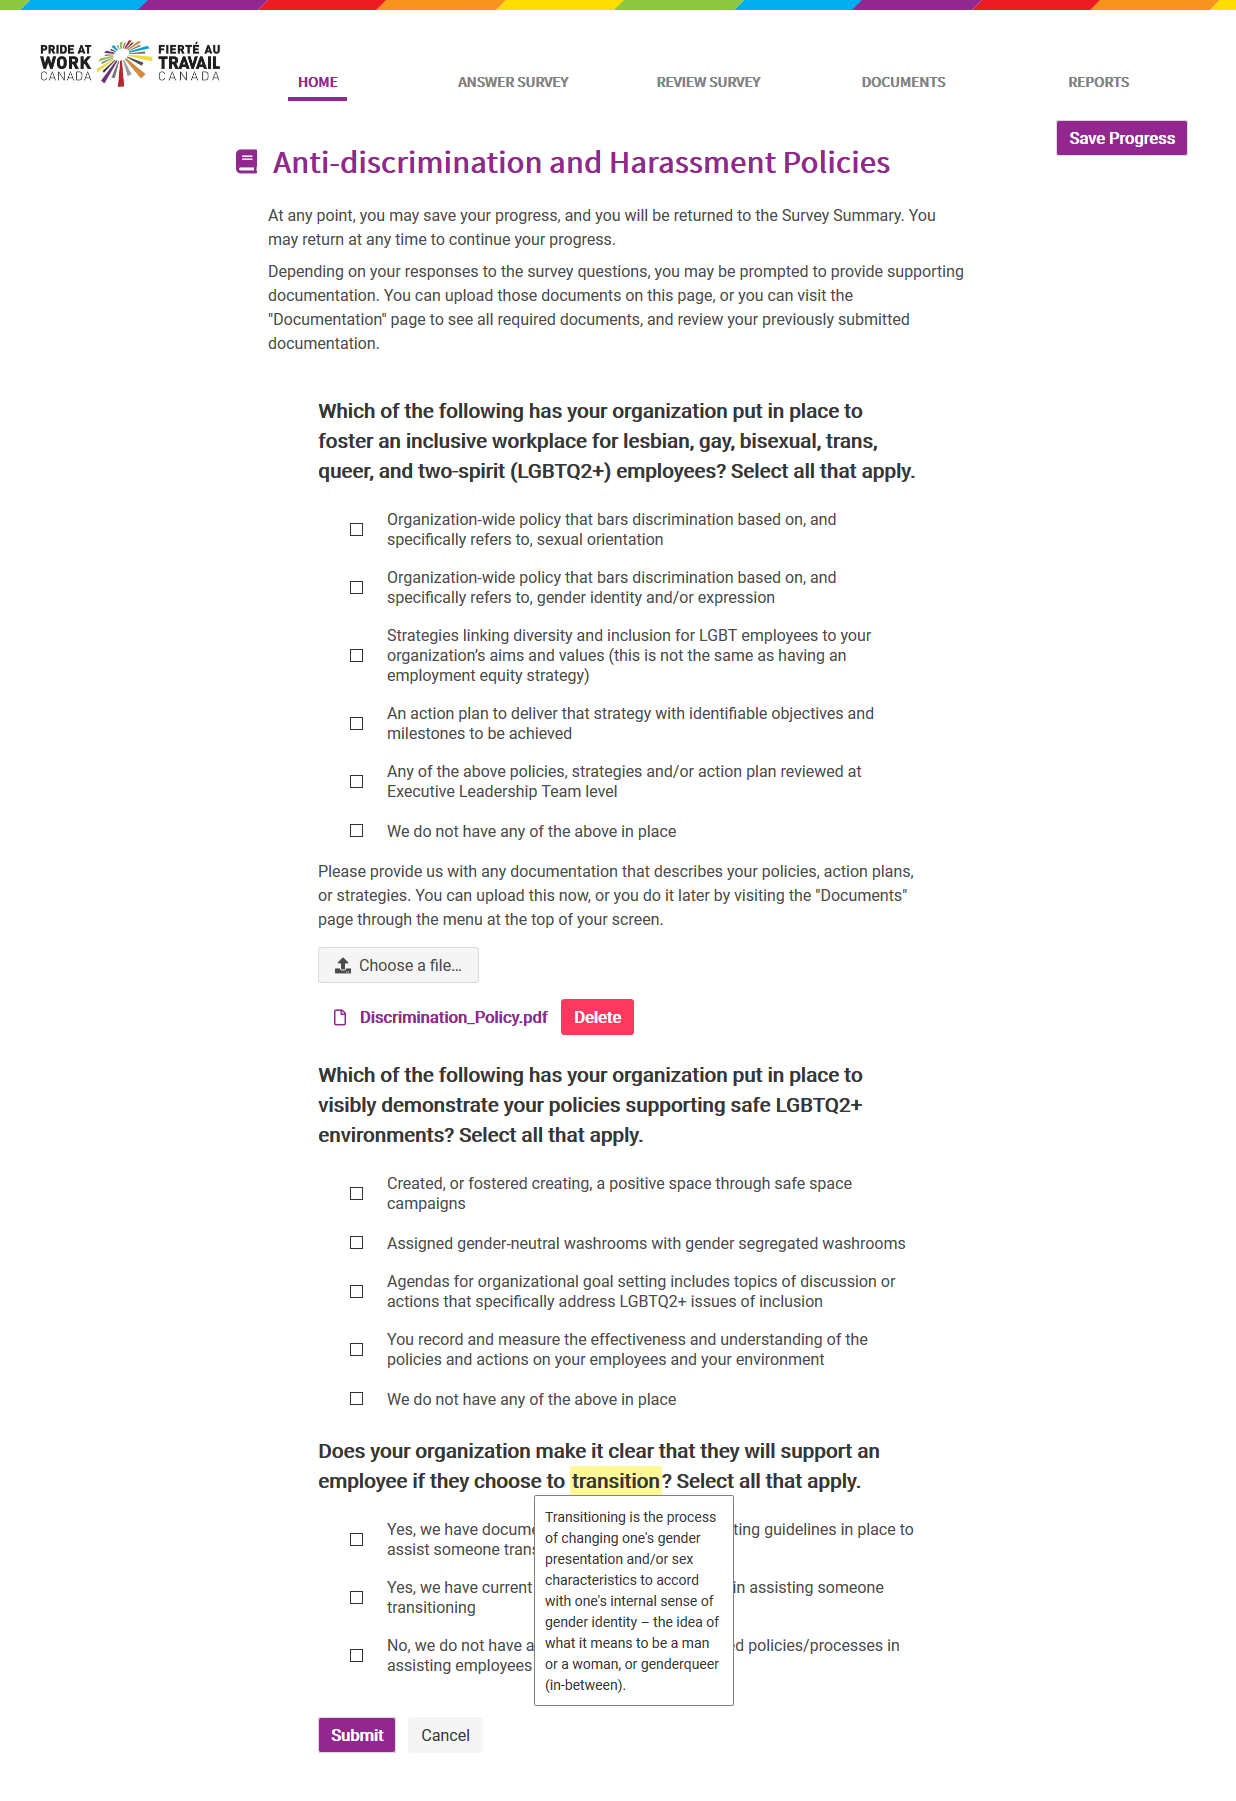 PRIDE AT
WORK
CANADA
FIERTÉ AU
TRAVAIL
CANADA
HOME
ANSWER SURVEY
REVIEW SURVEY
DOCUMENTS
REPORTS
Save Progress
Anti-discrimination and Harassment Policies
At any point, you may save your progress, and you will be returned to the Survey Summary. You
may return at any time to continue your progress.
Depending on your responses to the survey questions, you may be prompted to provide supporting
documentation. You can upload those documents on this page, or you can visit the
"Documentation" page to see all required documents, and review your previously submitted
documentation.
Which of the following has your organization put in place to
foster an inclusive workplace for lesbian, gay, bisexual, trans,
queer, and two-spirit (LGBTQ2+) employees? Select all that apply.
Organization-wide policy that bars discrimination based on, and
specifically refers to, sexual orientation
Organization-wide policy that bars discrimination based on, and
specifically refers to, gender identity and/or expression
Strategies linking diversity and inclusion for LGBT employees to your
organization’s aims and values (this is not the same as having an
employment equity strategy)
An action plan to deliver that strategy with identifiable objectives and
milestones to be achieved
Any of the above policies, strategies and/or action plan reviewed at
Executive Leadership Team level
We do not have any of the above in place
Please provide us with any documentation that describes your policies, action plans,
or strategies. You can upload this now, or you do it later by visiting the "Documents"
page through the menu at the top of your screen.
Choose a file…
Discrimination_Policy.pdf
Delete
Which of the following has your organization put in place to
visibly demonstrate your policies supporting safe LGBTQ2+
environments? Select all that apply.
Created, or fostered creating, a positive space through safe space
campaigns
Assigned gender-neutral washrooms with gender segregated washrooms
Agendas for organizational goal setting includes topics of discussion or
actions that specifically address LGBTQ2+ issues of inclusion
You record and measure the effectiveness and understanding of the
policies and actions on your employees and your environment
We do not have any of the above in place
Does your organization make it clear that they will support an
employee if they choose to transition? Select all that apply.
Yes, we have guidelines in place to
assist someone
Yes, we have current in assisting someone
transitioning
No, we do not have policies/processes in
assisting employees
Transitioning is the process
of changing one's gender
presentation and/or sex
characteristics to accord
with one's internal sense of
gender identity – the idea of
what it means to be a man
or a woman, or genderqueer
(in-between).
Submit
Cancel